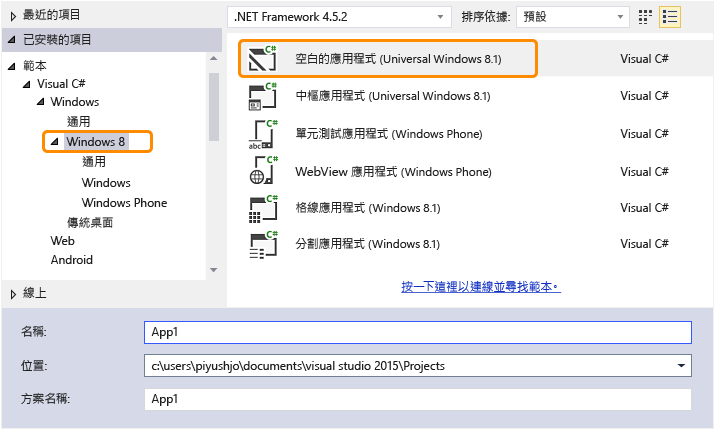 最近的項目
.NET Framework 4.5.2
排序依據: 預設
已安裝的項目
範本
Visual C#
Windows
通用
Windows 8
通用
Windows
Windows Phone
傳統桌面
Web
Android
線上
C# 空白的應用程式 (Universal Windows 8.1) Visual C#
C# 中樞應用程式 (Universal Windows 8.1) Visual C#
C# abc 單元測試應用程式 (Windows Phone) Visual C#
C# WebView 應用程式 (Windows Phone) Visual C#
C# 格線應用程式 (Windows 8.1) Visual C#
C# 分割應用程式 (Windows 8.1) Visual C#
按一下這裡以連線並尋找範本。
名稱: App1
位置: c:\users\piyushjo\documents\visual studio 2015\Projects
方案名稱: App1